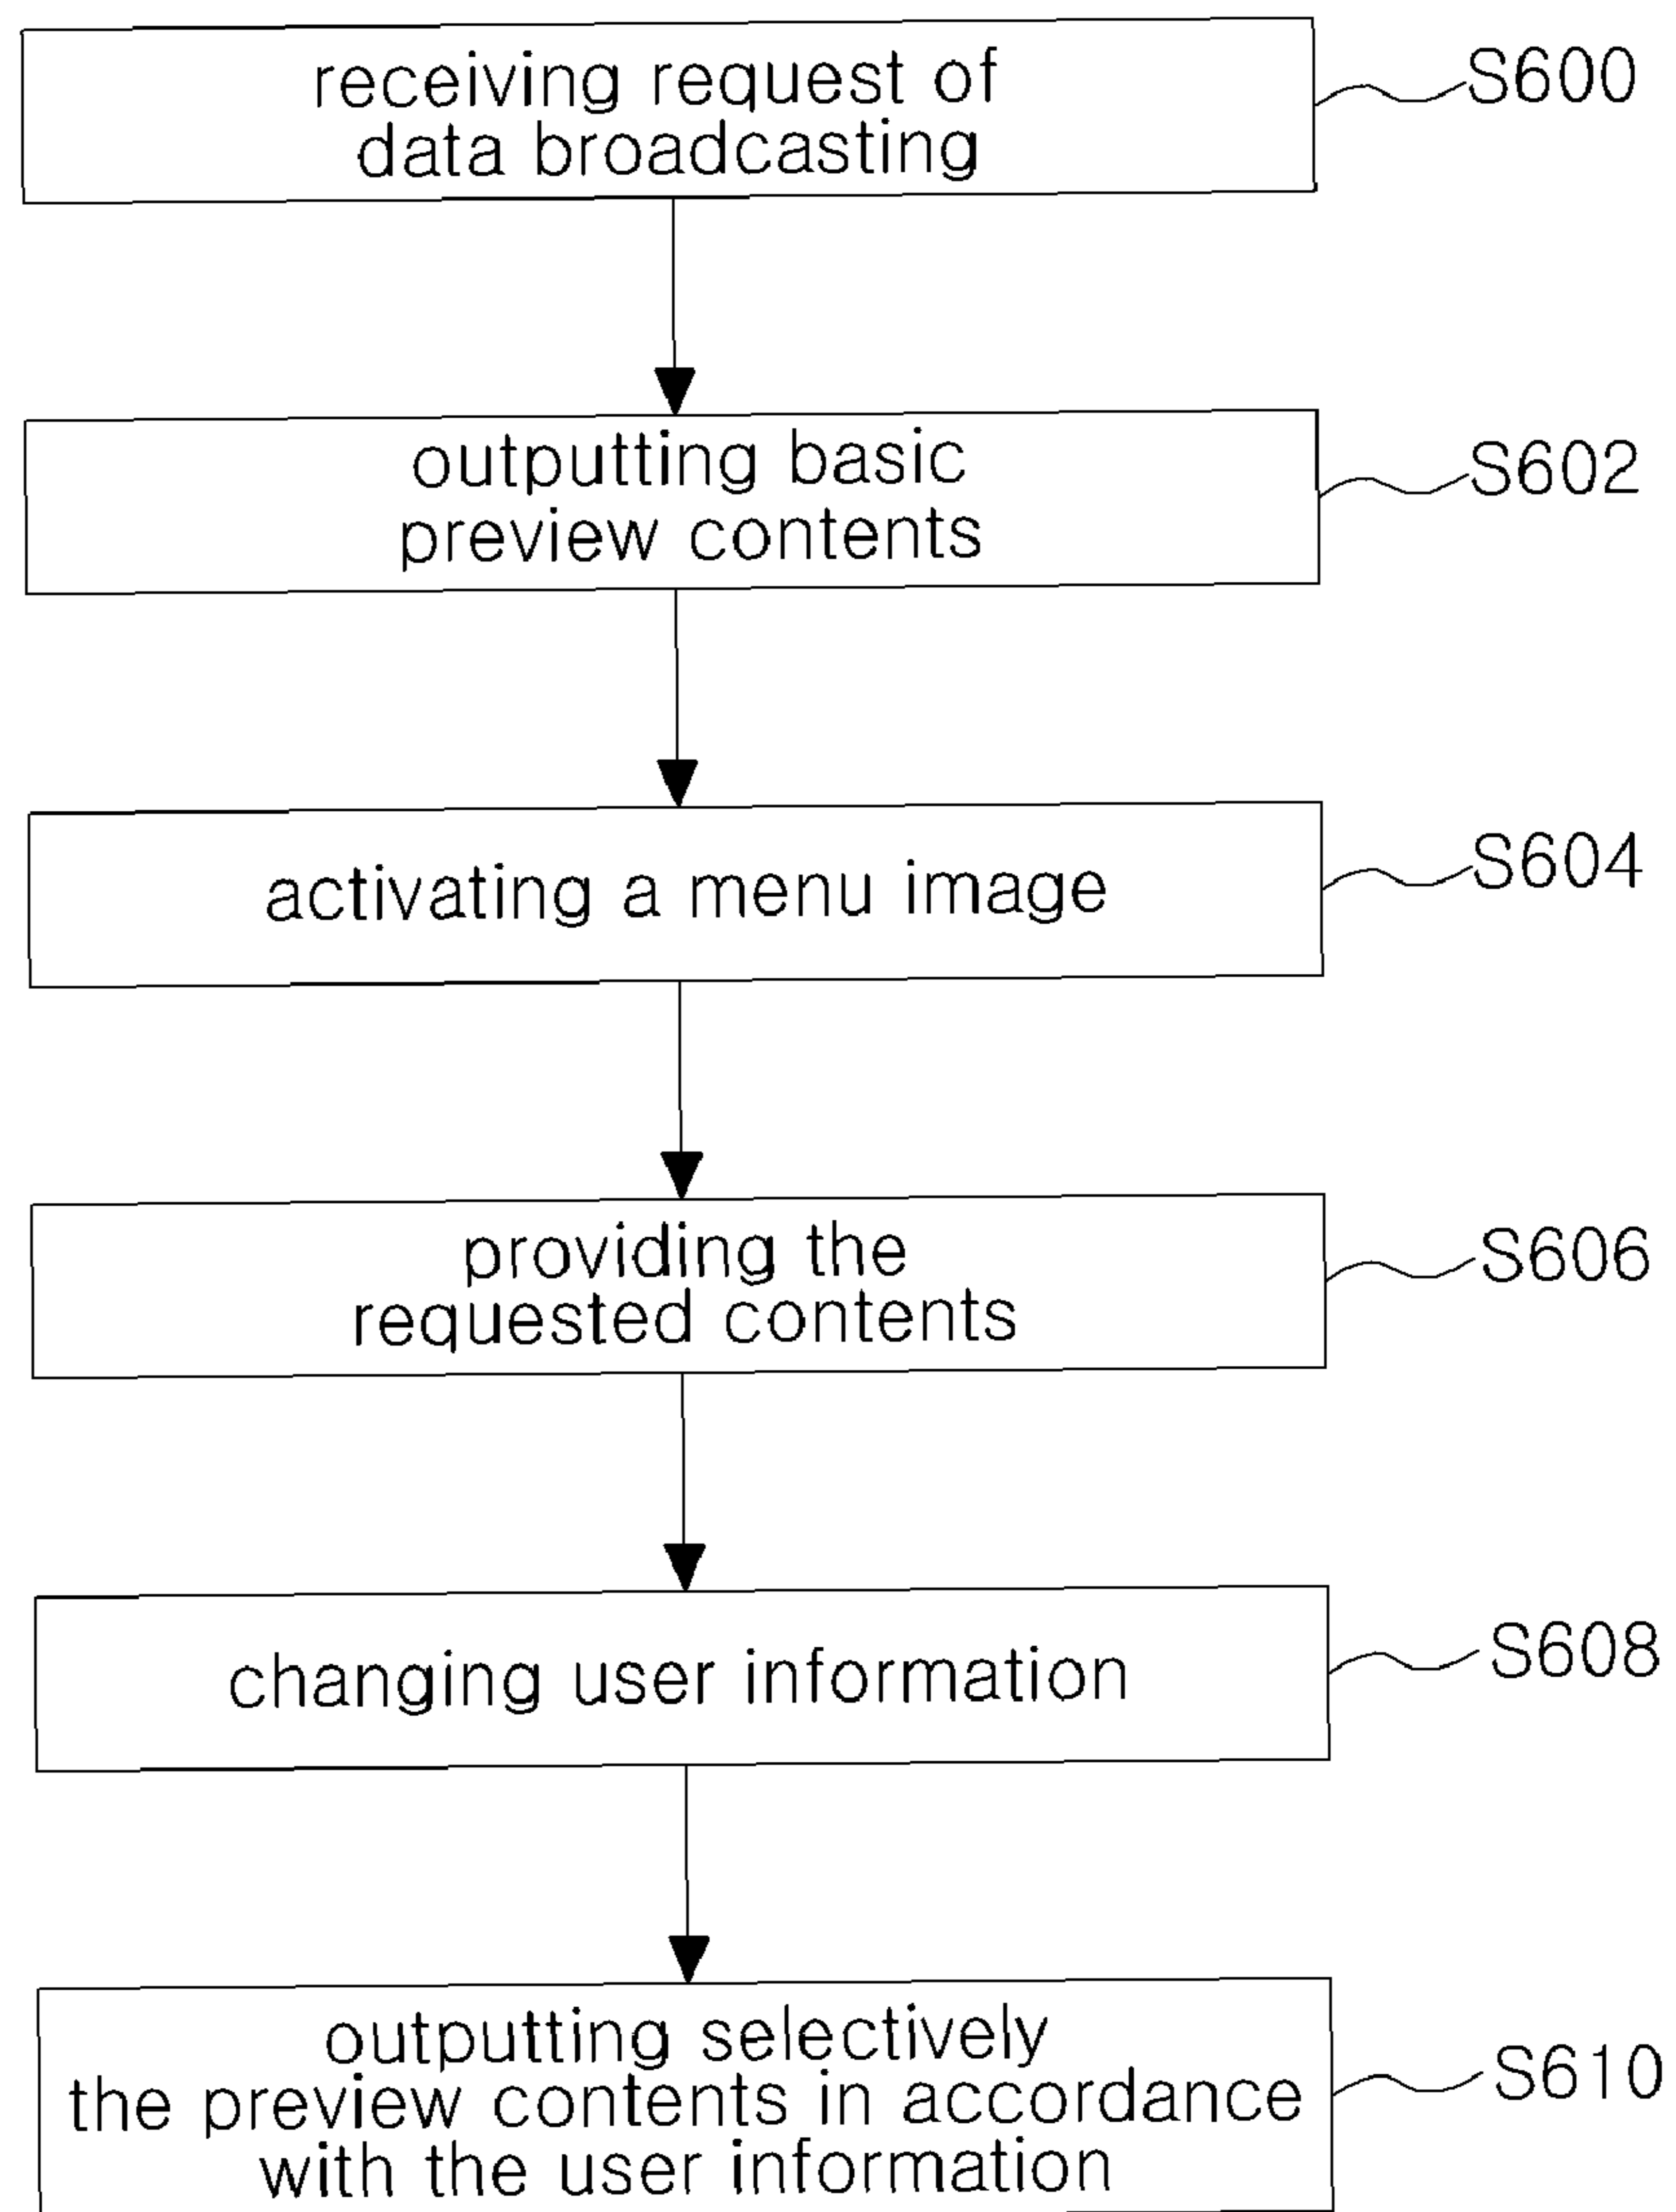 receiving request of
data broadcasting
S600
outputting basic
preview contents
S602
activating a menu image
S604
providing the
requested contents
S606
changing user information
S608
outputting selectively
the preview contents in accordance
with the user information
S610